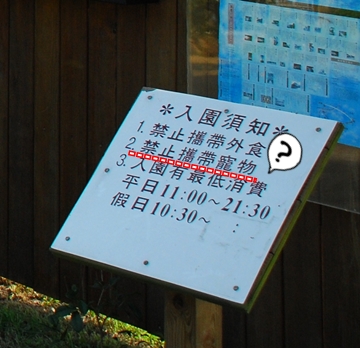 ＊入園須知＊
1. 禁止攜帶外食
2. 禁止攜帶寵物
?
3. 入園有最低消費
平日11:00~21:30
假日10:30~ :